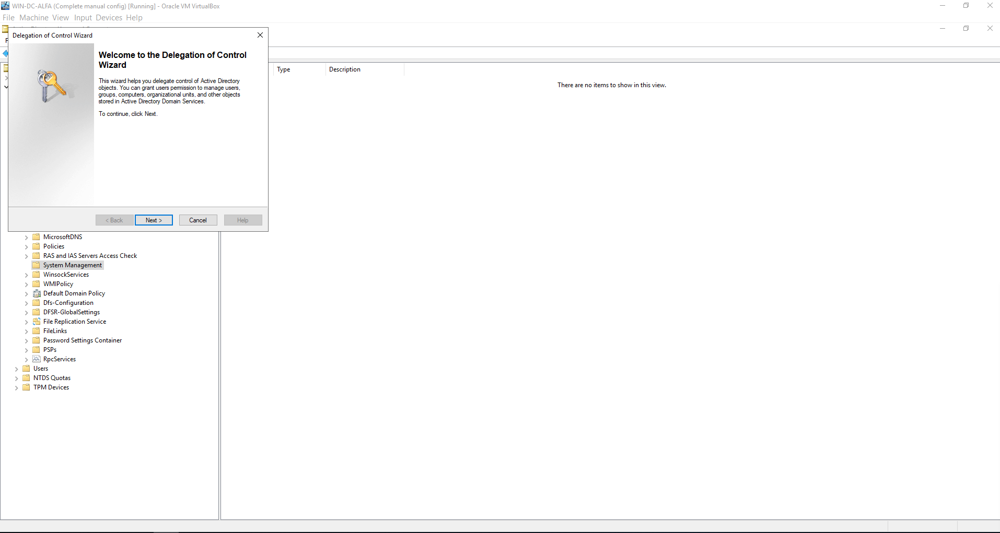 WIN-DC-ALFA (Complete manual config) [Running] - Oracle VM VirtualBox
File Machine View Input Devices Help
Delegation of Control Wizard
Welcome to the Delegation of Control
Wizard
This wizard helps you delegate control of Active Directory
objects. You can grant users permission to manage users,
groups, computers, organizational units, and other objects
stored in Active Directory Domain Services.
To continue, click Next.
< Back Next > Cancel Help
Type Description
There are no items to show in this view.
MicrosoftDNS
Policies
RAS and IAS Servers Access Check
System Management
WinsockServices
WMIPolicy
Default Domain Policy
Dfs-Configuration
DFSR-GlobalSettings
File Replication Service
FileLinks
Password Settings Container
PSPs
RpcServices
Users
NTDS Quotas
TPM Devices